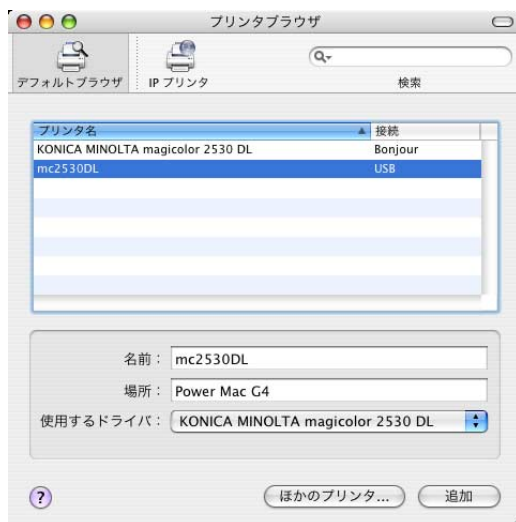 プリンタブラウザ
デフォルトブラウザ
IP プリンタ
検索
プリンタ名 接続
KONICA MINOLTA magicolor 2530 DL Bonjour
mc2530DL USB
名前： mc2530DL
場所： Power Mac G4
使用するドライバ： KONICA MINOLTA magicolor 2530 DL
? ほかのプリンタ... 追加